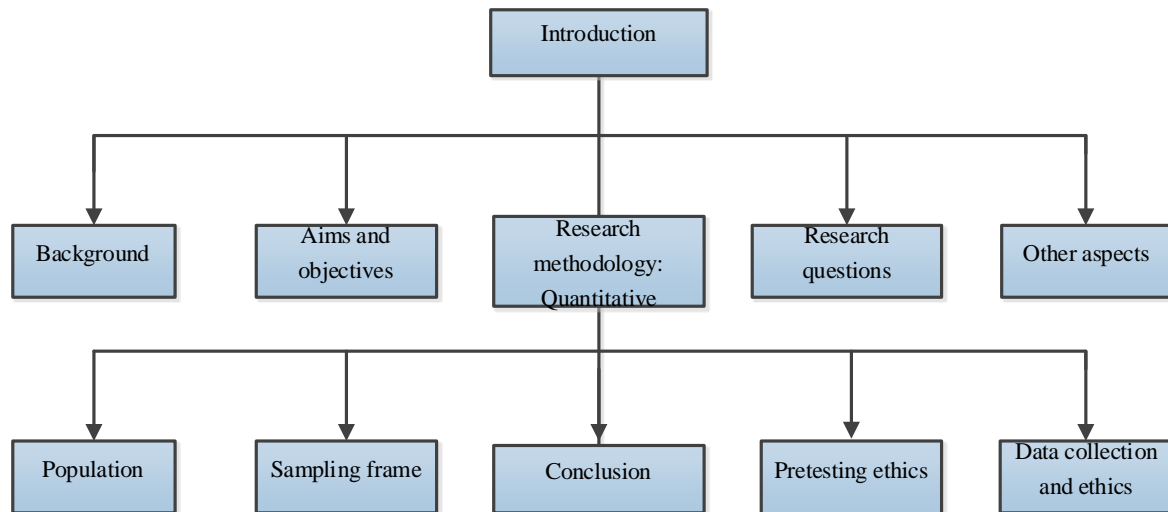 Introduction
Background
Aims and
objectives
Research
methodology:
Quantitative
Research
questions
Other aspects
Population
Sampling frame
Conclusion
Pretesting ethics
Data collection
and ethics